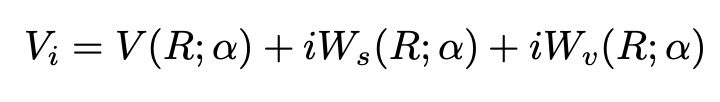 V_i = V(R; α) + iW_s(R; α) + iW_v(R; α)